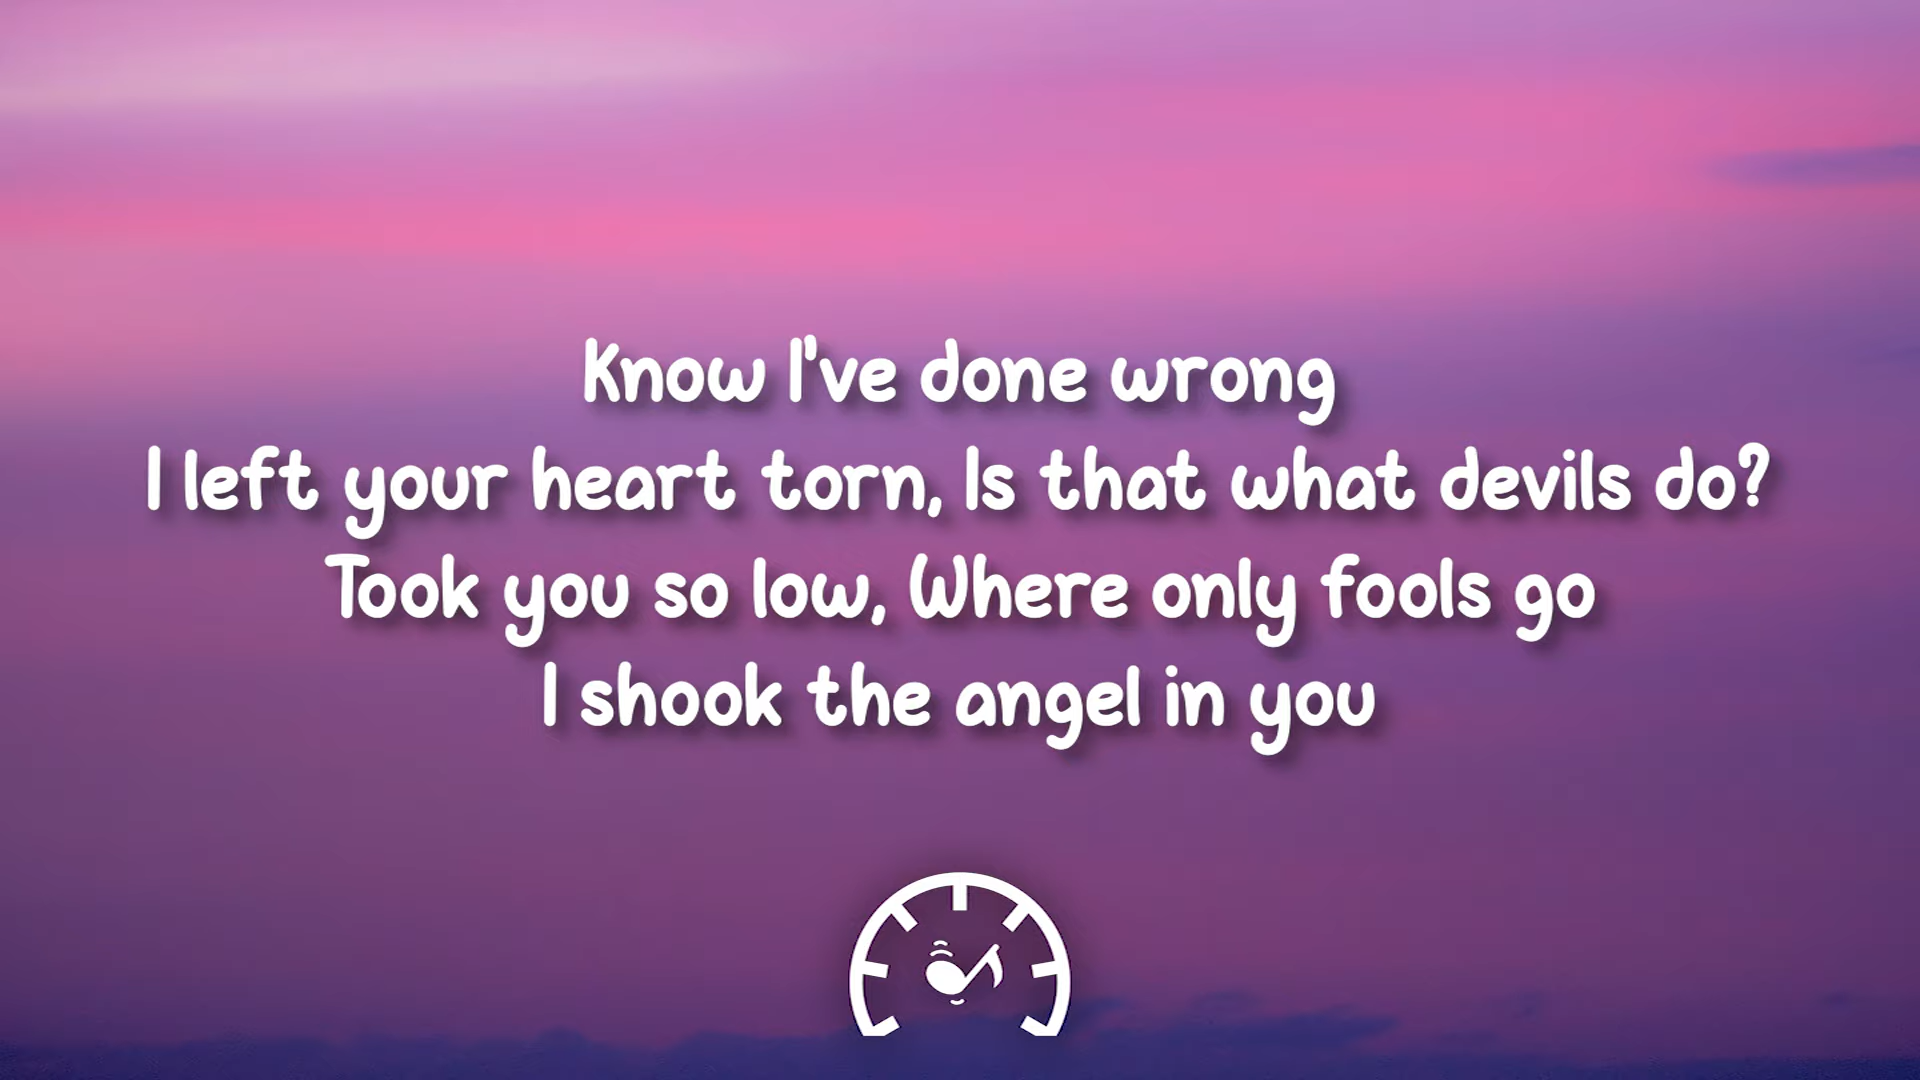 Know I've done wrong
I left your heart torn, Is that what devils do?
Took you so low, Where only fools go
I shook the angel in you